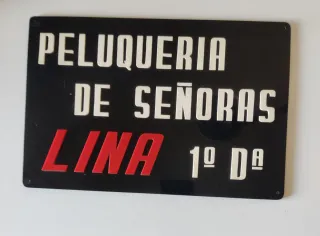 PELUQUERIA
DE SEÑORAS
LINA 1º Dª